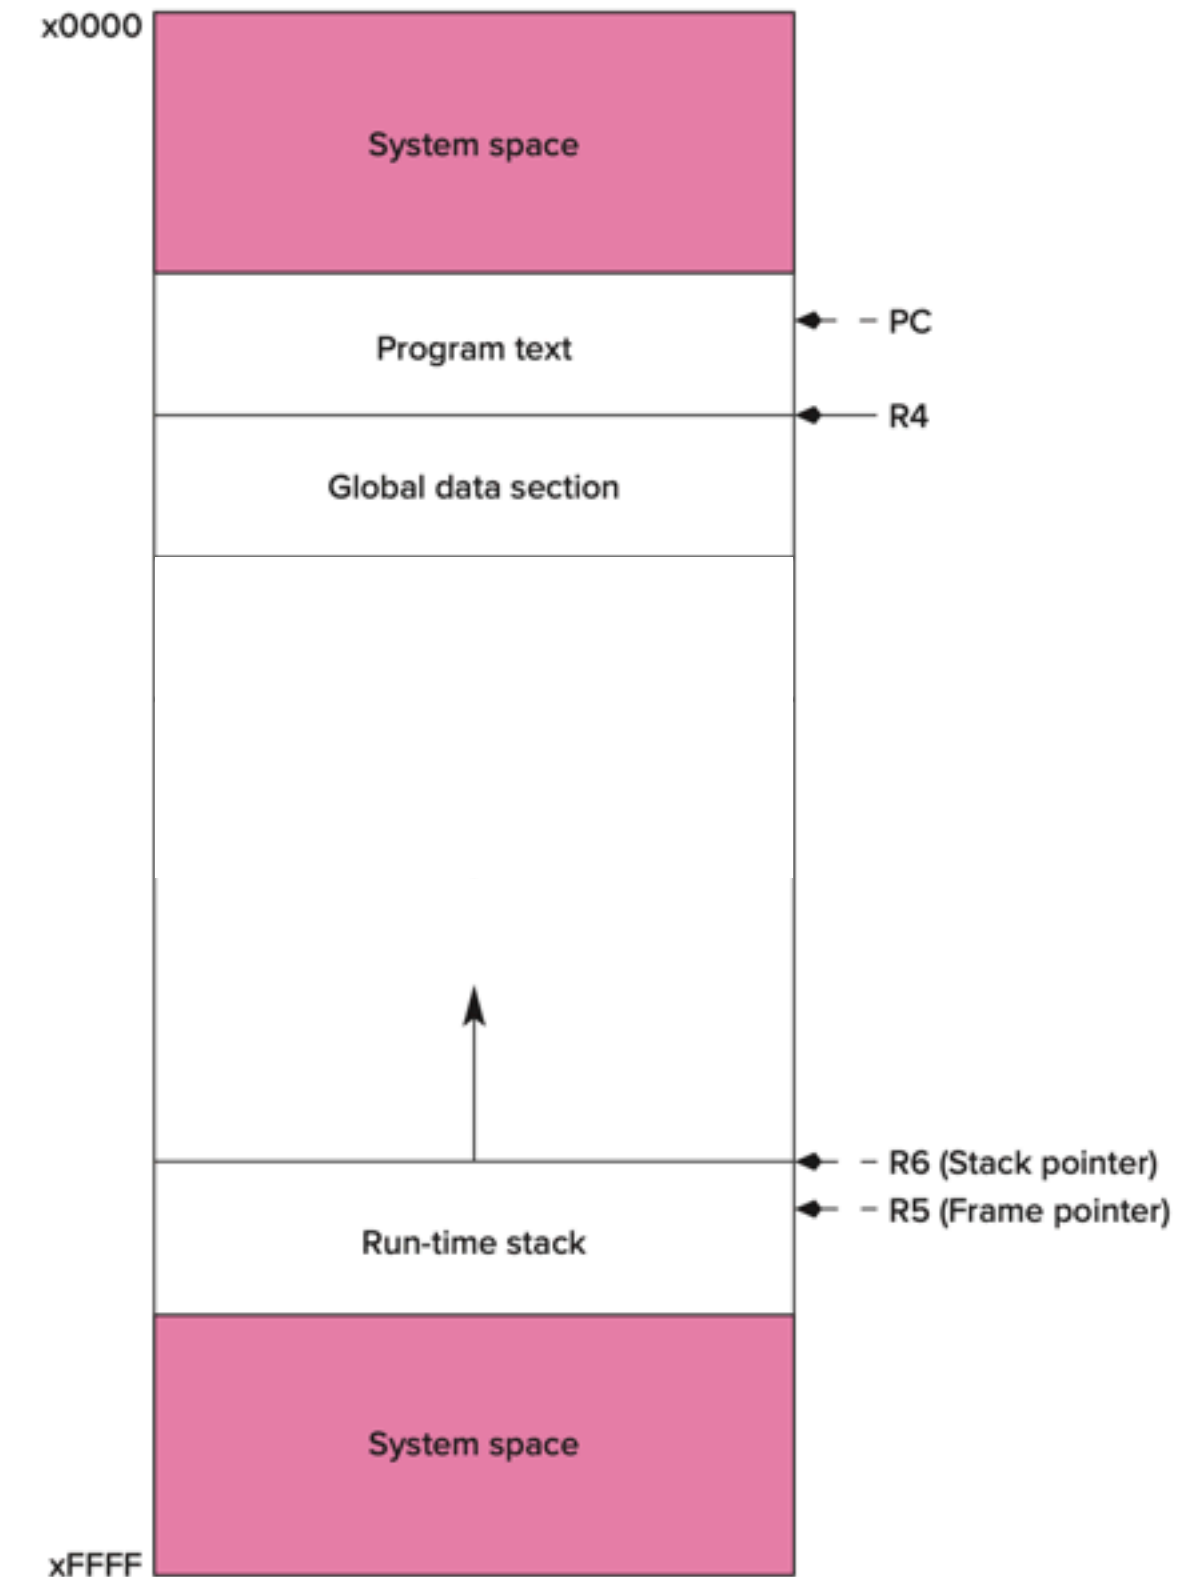 x0000
System space
PC
Program text
R4
Global data section
R6 (Stack pointer)
R5 (Frame pointer)
Run-time stack
System space
xFFFF